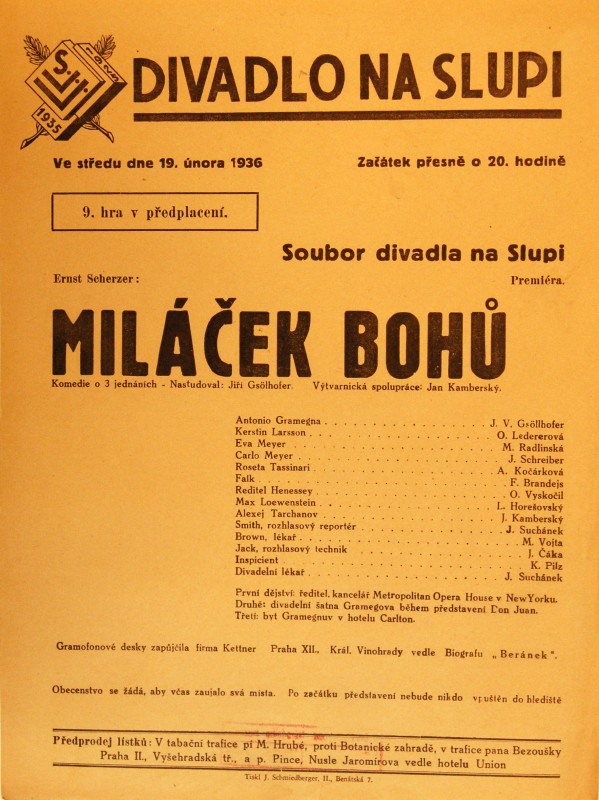 S.J.J.
1925
1935
DIVADLO NA SLUPI
Ve středu dne 19. února 1936 Začátek přesně o 20. hodině
9. hra v předplacení.
Soubor divadla na Slupi
Ernst Scherzer: Premiéra.
MILÁČEK BOHŮ
Komedie o 3 jednáních - Nastudoval: Jiří Gsölhofer. Výtvarnická spolupráce: Jan Kamberský.
Antonio Gramegna J. V. Gsöllhofer
Kerstin Larsson O. Ledererová
Eva Meyer M. Radlinská
Carlo Meyer J. Schreiber
Roseta Tassinari A. Kočárková
Falk F. Brandejs
Reditel Henessey O. Vyskočil
Max Loewenstein L. Horešovský
Alexej Tarchanov J. Kamberský
Smith, rozhlasový reportér J. Suchánek
Brown, lékař M. Vojta
Jack, rozhlasový technik J. Čáka
Inspicient K. Pilz
Divadelní lékař J. Suchánek
První dějství: ředitel. kancelář Metropolitan Opera House v NewYorku.
Druhé: divadelní šatna Gramegova během představení Don Juan.
Třetí: byt Gramegnuv v hotelu Carlton.
Gramofonové desky zapůjčila firma Kettner Praha XII., Král. Vinohrady vedle Biografu „Beránek".
Obecenstvo se žádá, aby včas zaujalo svá místa. Po začátku představení nebude nikdo vpuštěn do hlediště
Předprodej lístků: V tabační trafice pí M. Hrubé, proti Botanické zahradě, v trafice pana Bezoušky
Praha II., Vyšehradská tř., a p. Pince, Nusle Jaromírova vedle hotelu Union
Tiskl J. Schmidberger, II., Benátská 7.